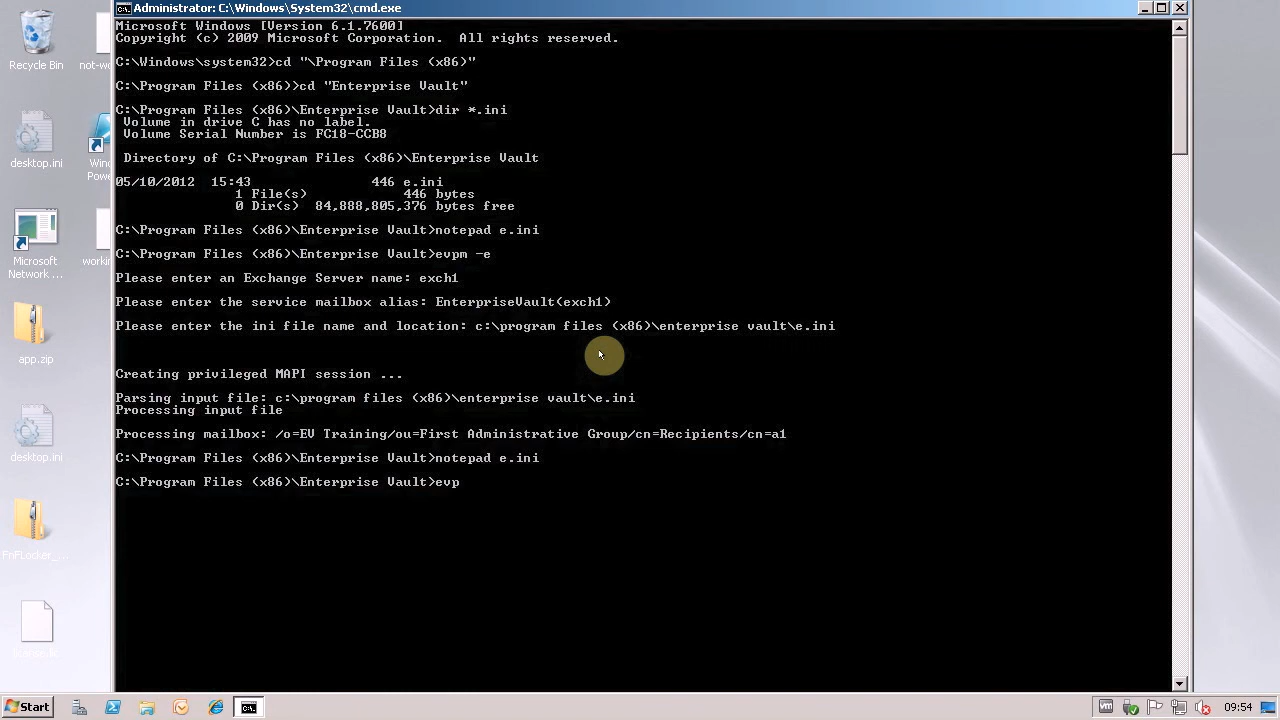 Administrator: C:\Windows\System32\cmd.exe
Microsoft Windows [Version 6.1.7600]
Copyright (c) 2009 Microsoft Corporation.  All rights reserved.
C:\Windows\system32>cd "\Program Files (x86)"
C:\Program Files (x86)>cd "Enterprise Vault"
C:\Program Files (x86)\Enterprise Vault>dir *.ini
Volume in drive C has no label.
Volume Serial Number is FC18-CCB8
Directory of C:\Program Files (x86)\Enterprise Vault
05/10/2012  15:43               446 e.ini
1 File(s)            446 bytes
0 Dir(s)  84,888,805,376 bytes free
C:\Program Files (x86)\Enterprise Vault>notepad e.ini
C:\Program Files (x86)\Enterprise Vault>evpm -e
Please enter an Exchange Server name: exch1
Please enter the service mailbox alias: EnterpriseVault(exch1)
Please enter the ini file name and location: c:\program files (x86)\enterprise vault\e.ini
Creating privileged MAPI session ...
Parsing input file: c:\program files (x86)\enterprise vault\e.ini
Processing input file
Processing mailbox: /o=EV Training/ou=First Administrative Group/cn=Recipients/cn=a1
C:\Program Files (x86)\Enterprise Vault>notepad e.ini
C:\Program Files (x86)\Enterprise Vault>evp
Recycle Bin
not-wo
desktop.ini
Wind
Power
Microsoft
Network ...
workin
app.zip
desktop.ini
FnFLocker_...
Start
09:54